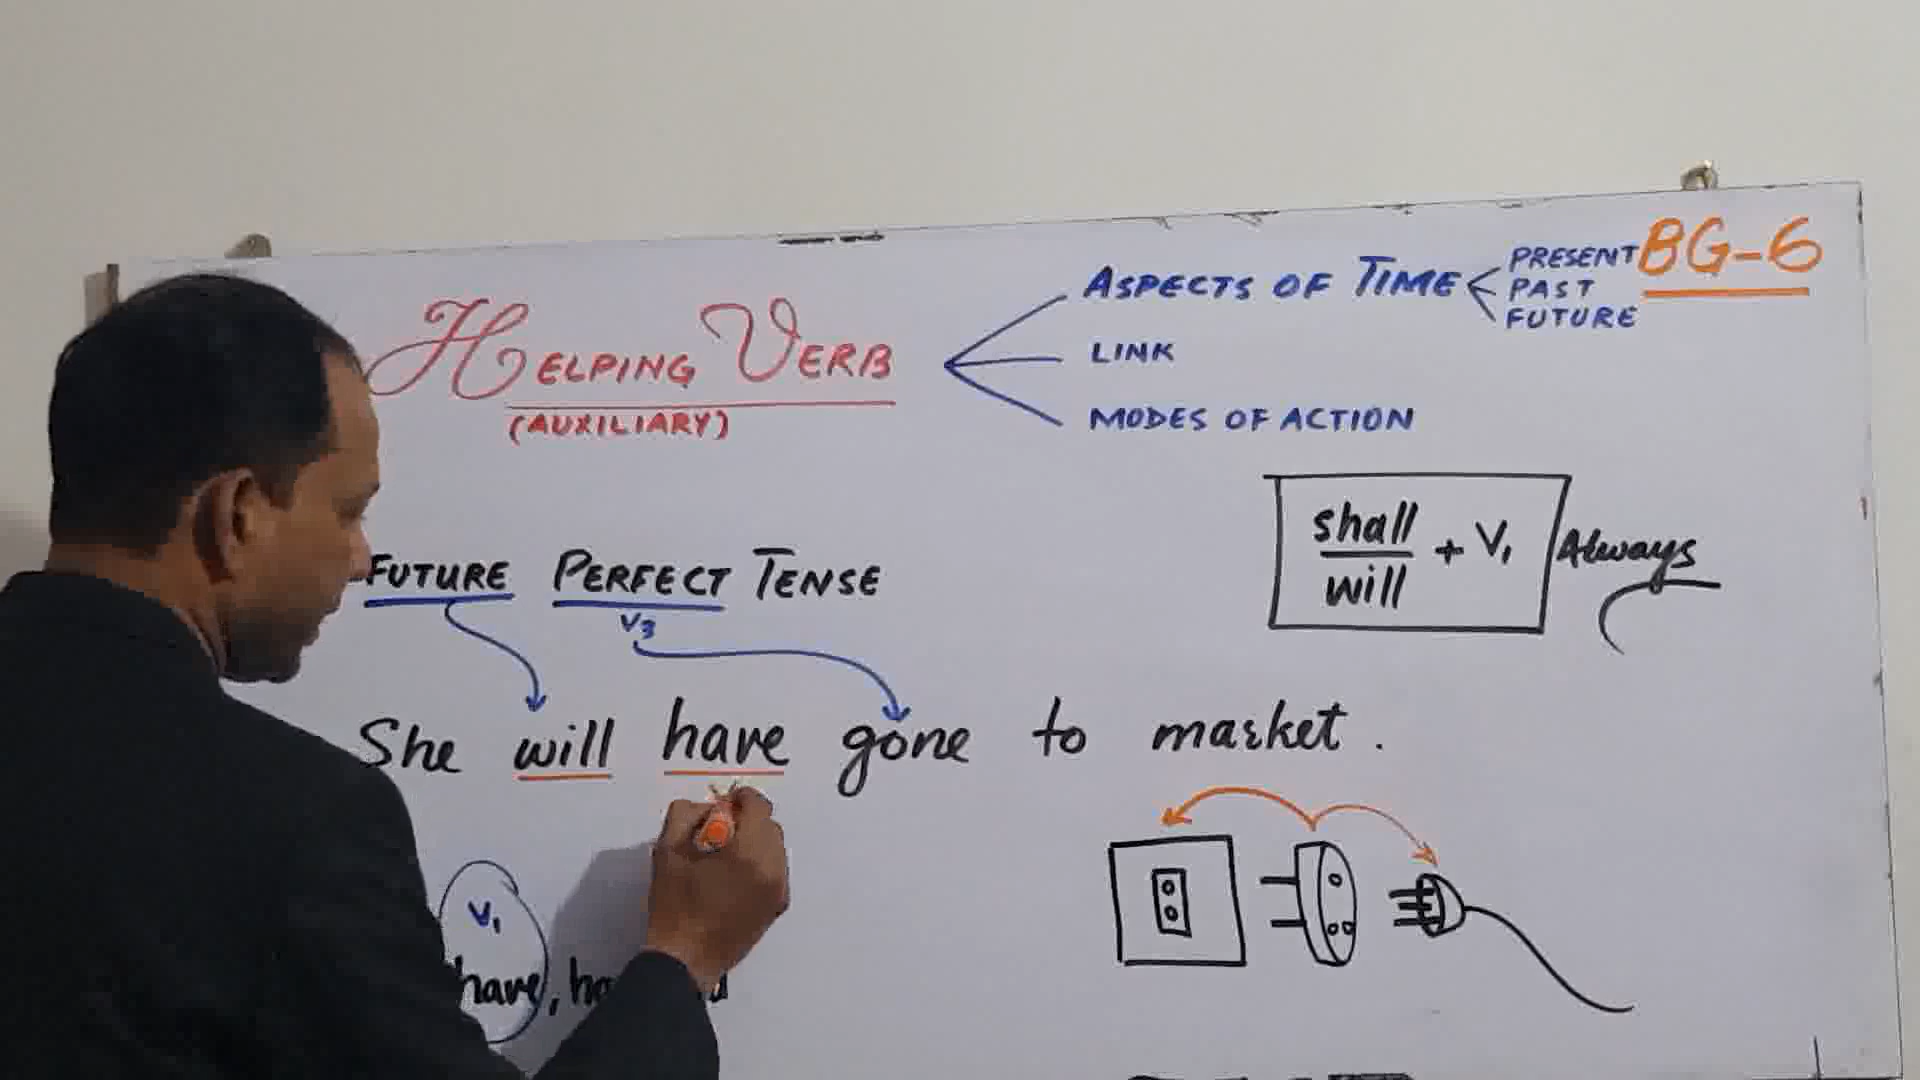 BG-6
HELPING VERB
(AUXILIARY)
ASPECTS OF TIME
PRESENT
PAST
FUTURE
LINK
MODES OF ACTION
shall
will
+ V1
Always
FUTURE PERFECT TENSE
V3
She will have gone to market.
V1
have,